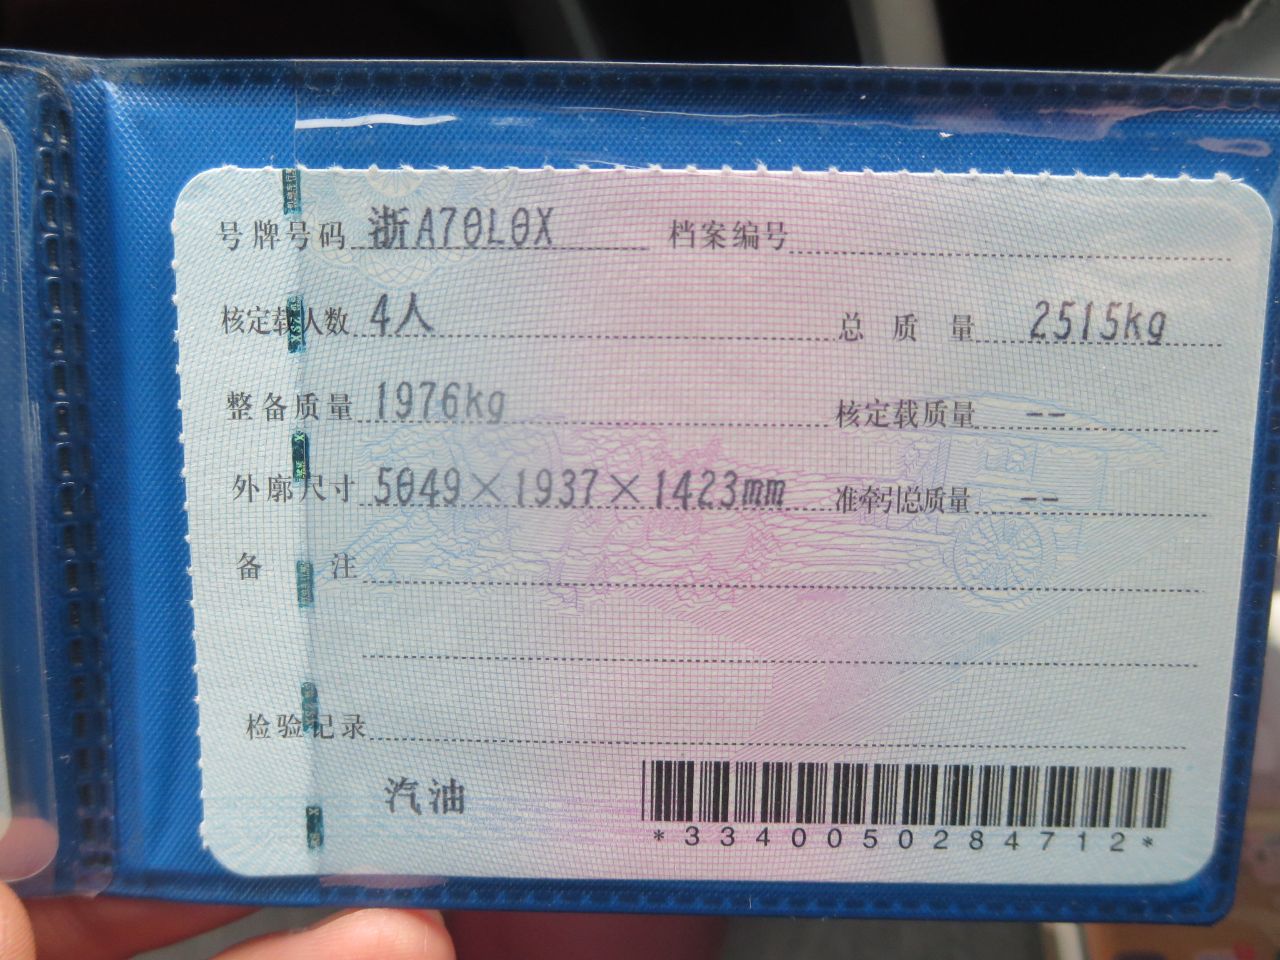 号牌号码 浙A70L0X 档案编号
核定载人数 4人 总质量 2515kg
整备质量 1976kg 核定载质量 --
外廓尺寸 5049×1937×1423mm 准牵引总质量 --
备注
检验记录
汽油
*3340050284712*